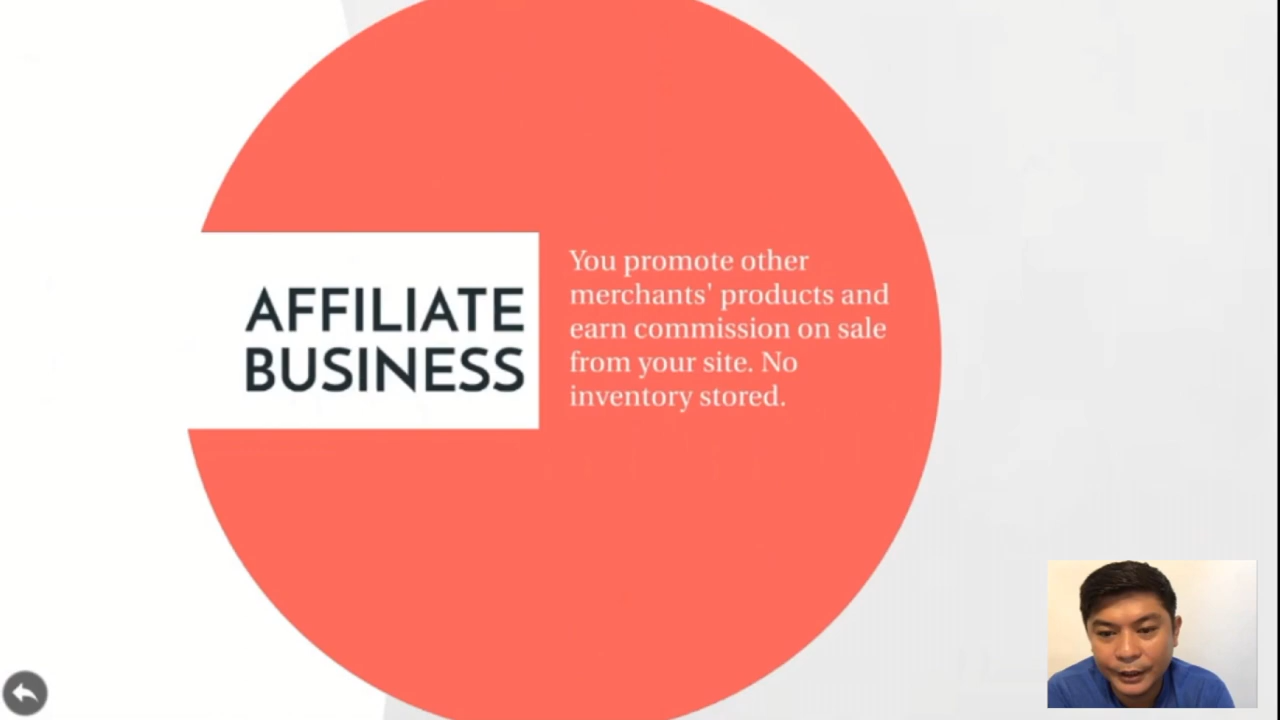 AFFILIATE
BUSINESS
You promote other
merchants' products and
earn commission on sale
from your site. No
inventory stored.